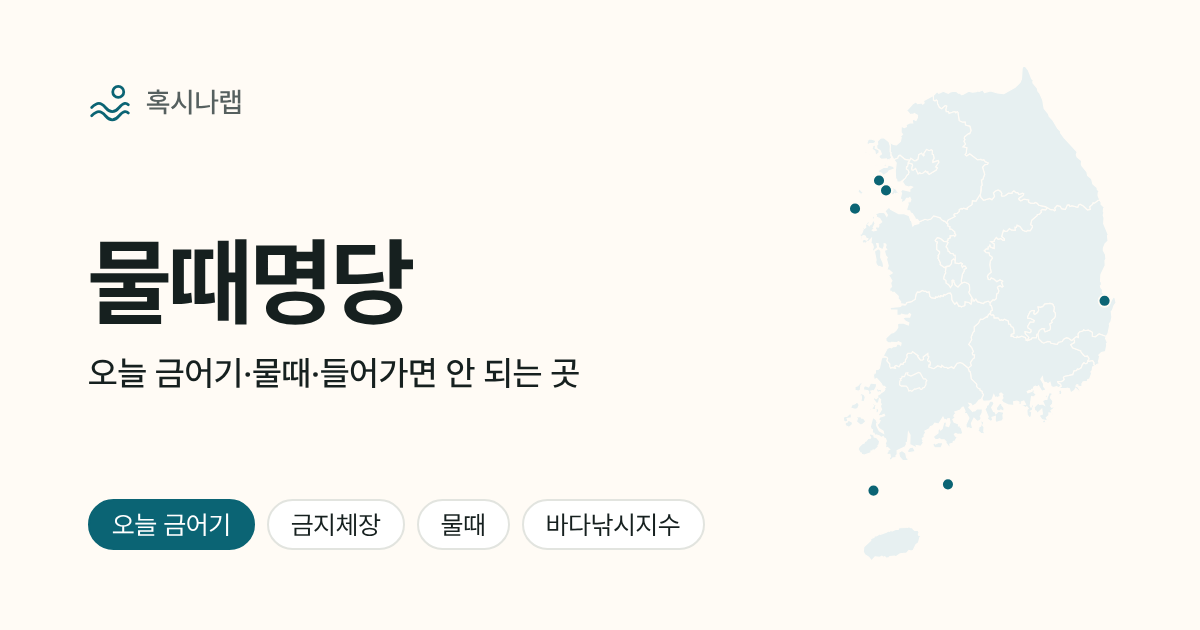 혹시나랩
물때명당
오늘 금어기·물때·들어가면 안 되는 곳
오늘 금어기
금지체장
물때
바다낚시지수